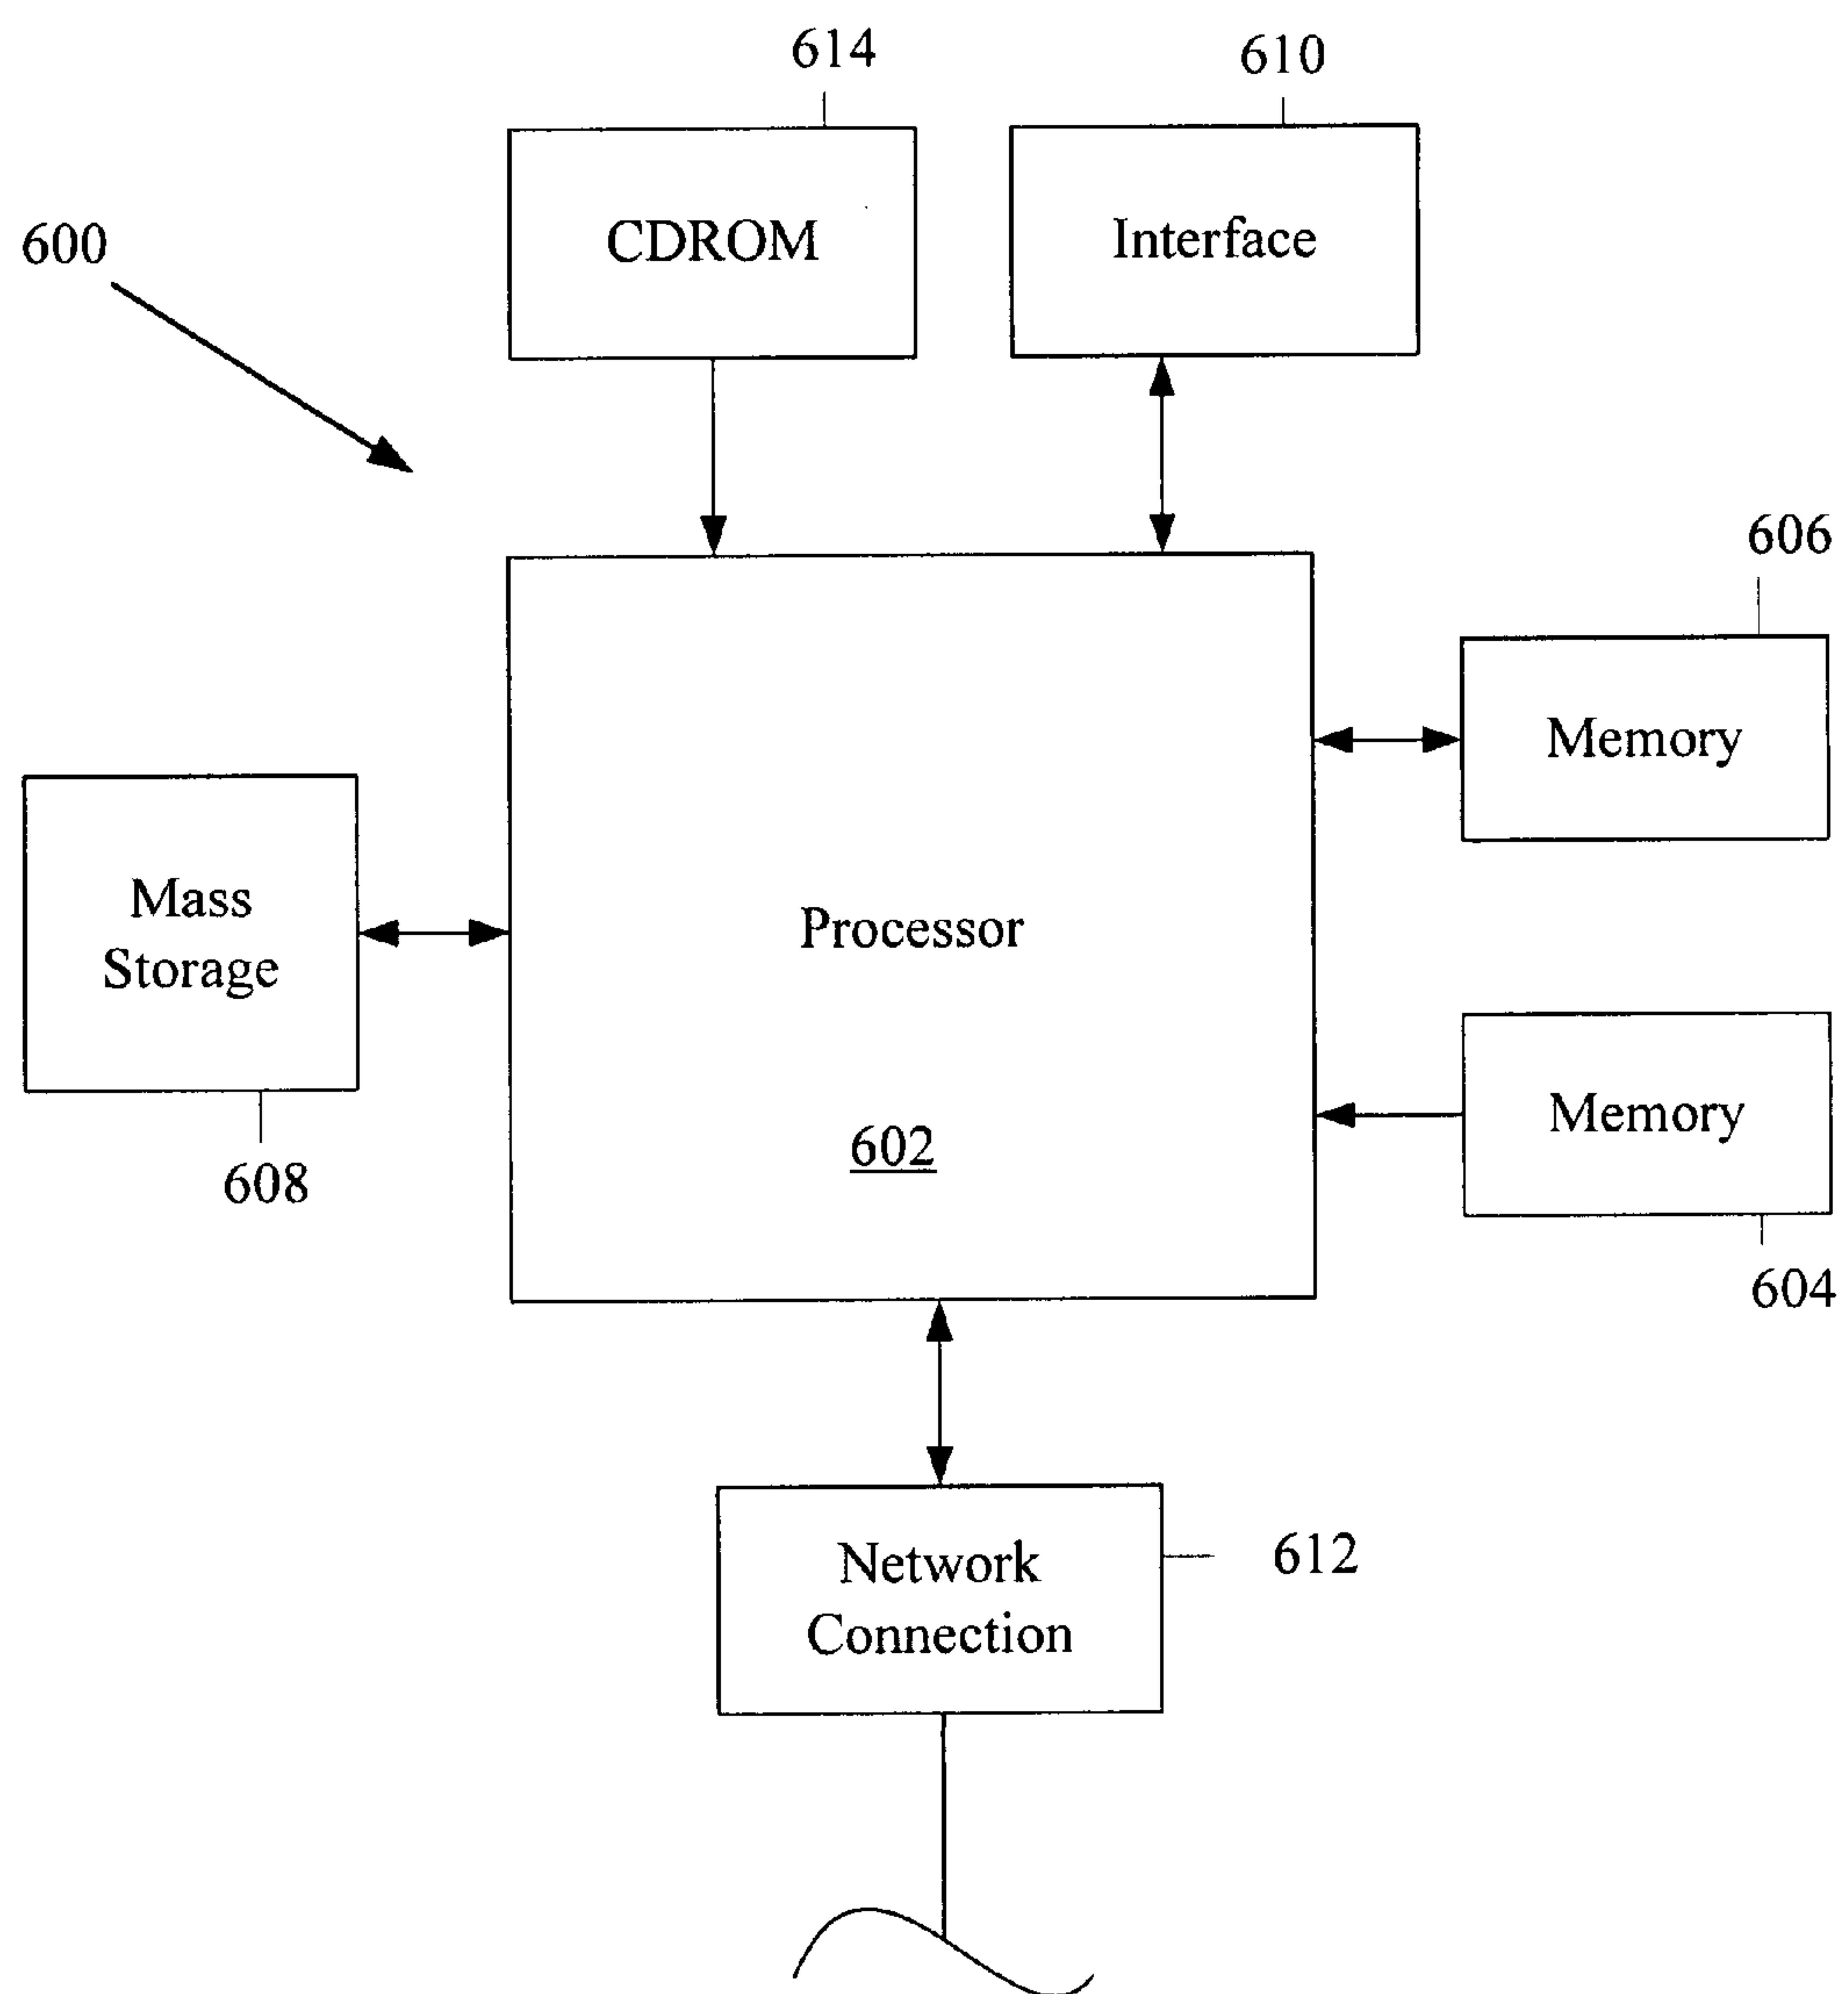 614
610
600
CDROM
Interface
606
Memory
Mass
Storage
Processor
Memory
602
608
604
Network
Connection
612